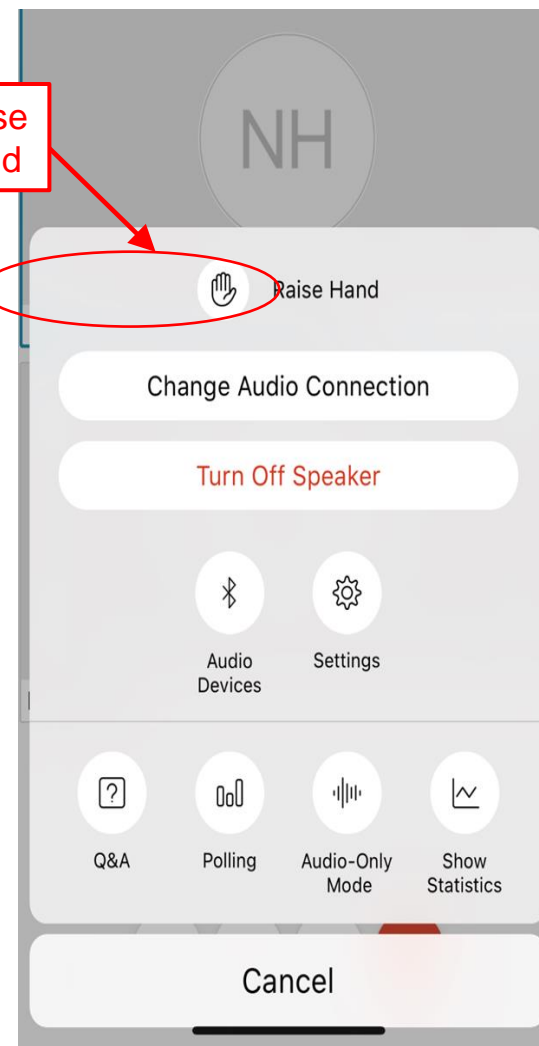 NH
se
d
Raise Hand
Change Audio Connection
Turn Off Speaker
Audio
Devices
Settings
Q&A
Polling
Audio-Only
Mode
Show
Statistics
Cancel